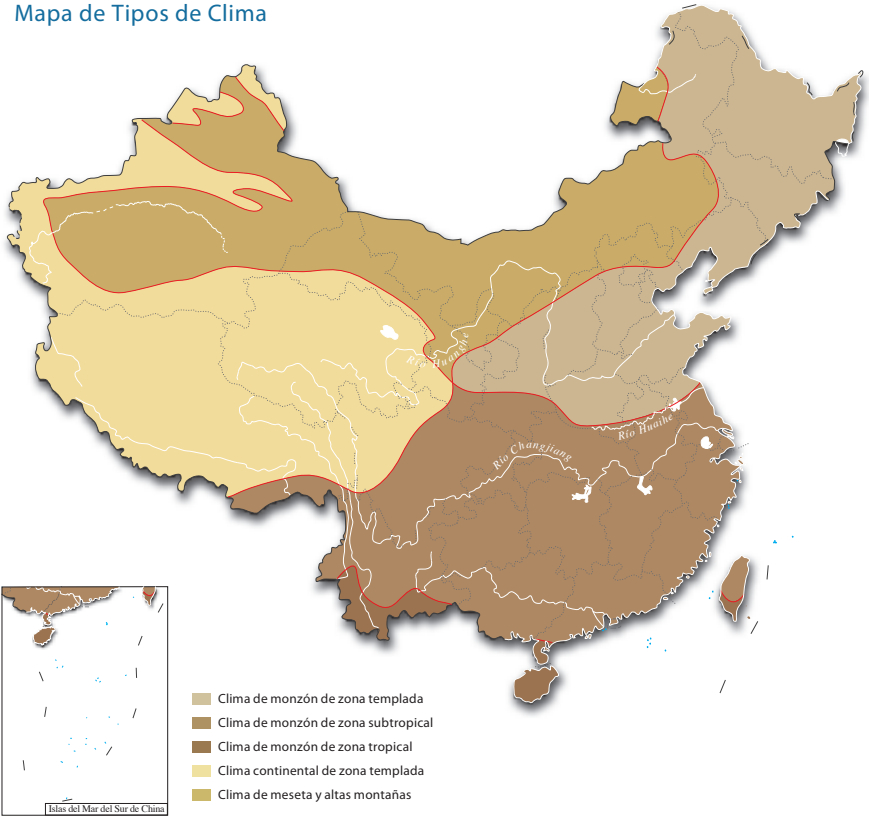 Mapa de Tipos de Clima
Río Huanghe
Río Huaihe
Río Changjiang
Clima de monzón de zona templada
Clima de monzón de zona subtropical
Clima de monzón de zona tropical
Clima continental de zona templada
Clima de meseta y altas montañas
Islas del Mar del Sur de China